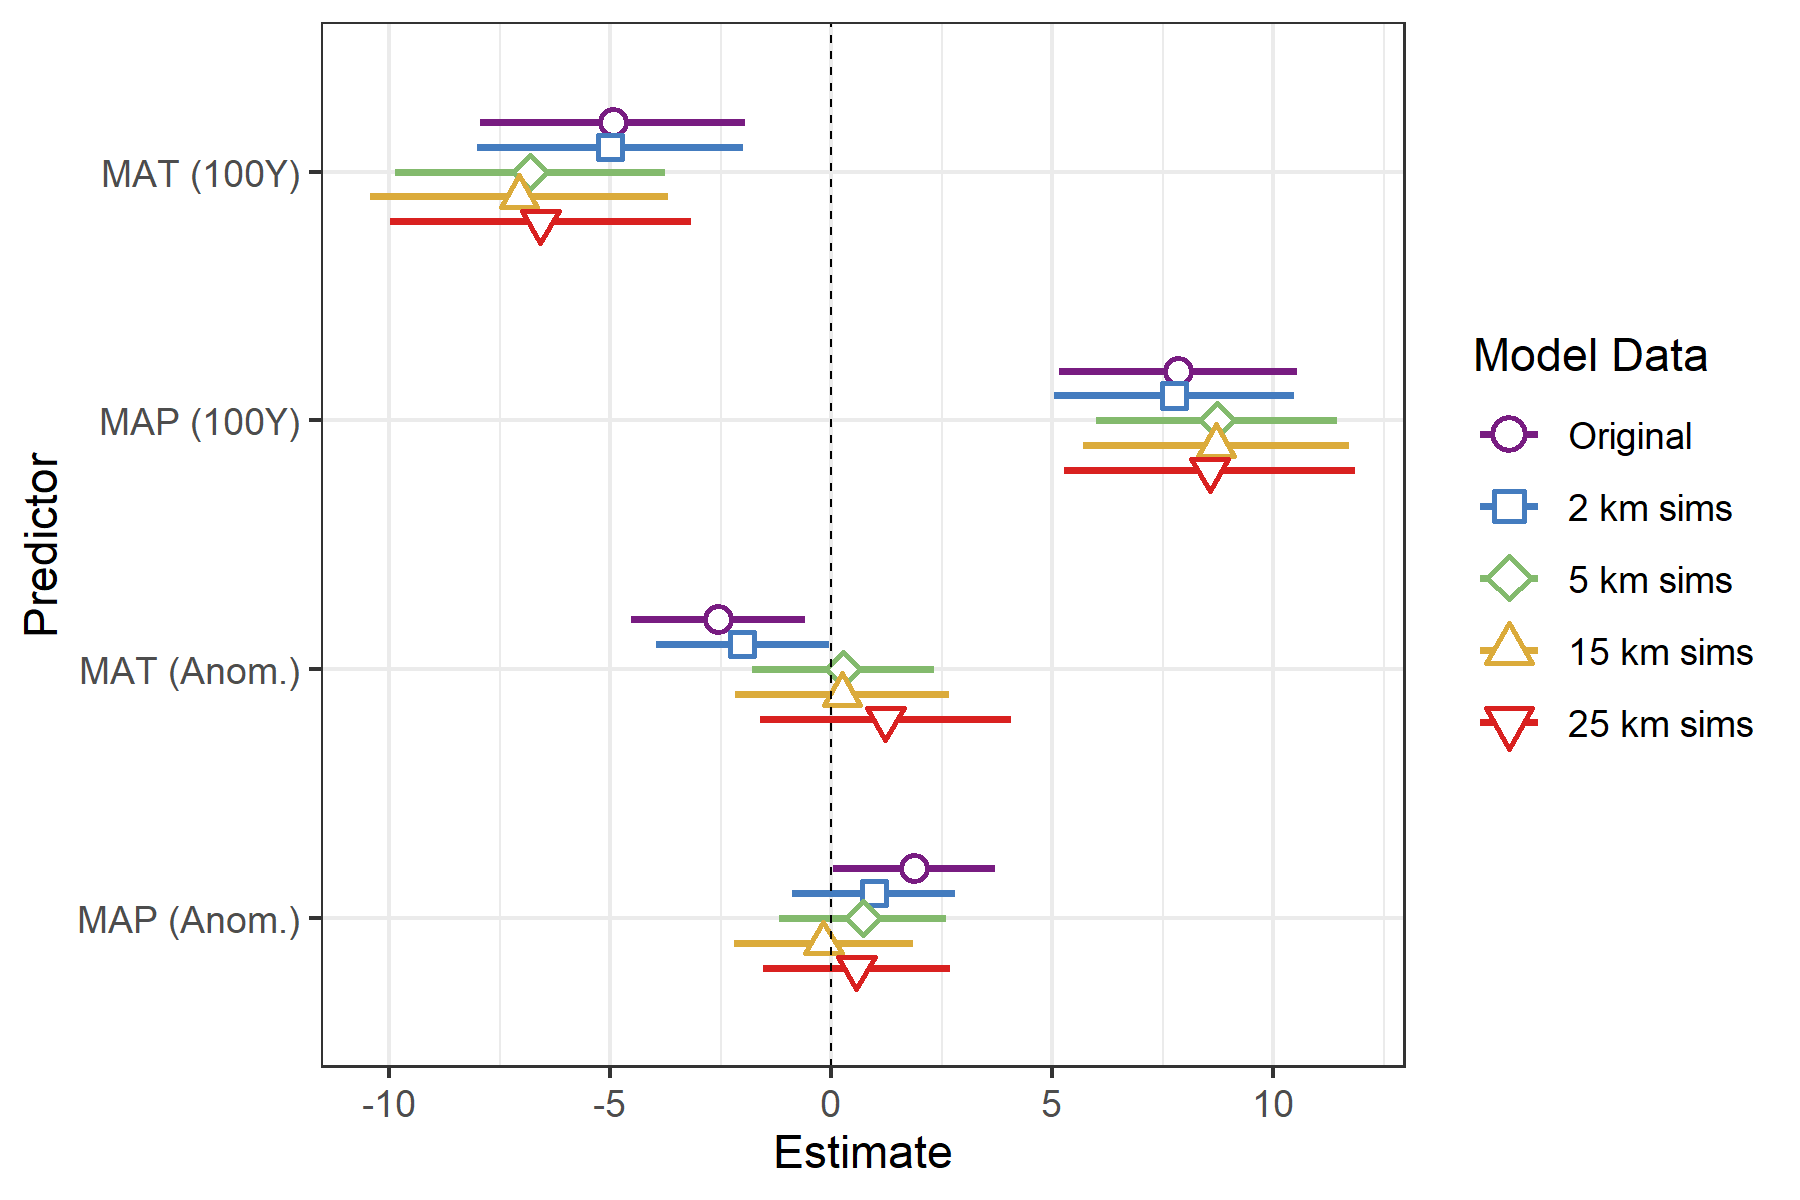 Predictor
MAT (100Y)
MAP (100Y)
MAT (Anom.)
MAP (Anom.)
-10 -5 0 5 10
Estimate
Model Data
Original
2 km sims
5 km sims
15 km sims
25 km sims